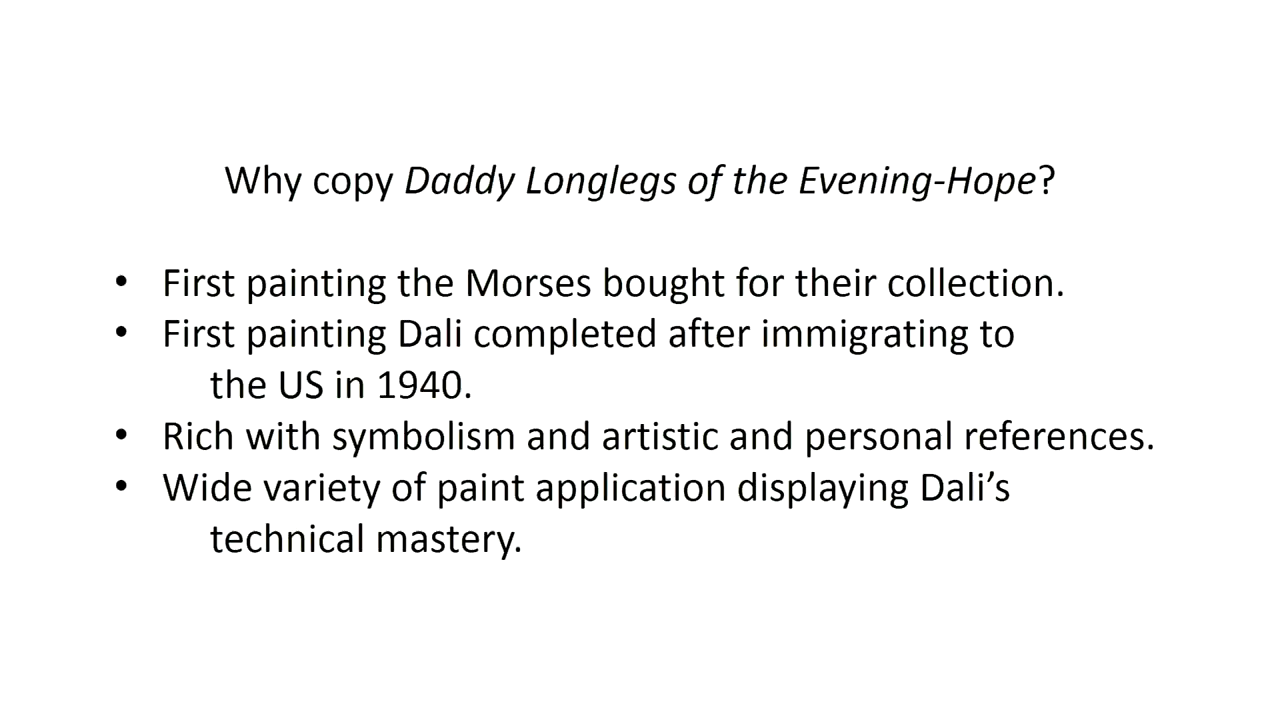 Why copy Daddy Longlegs of the Evening-Hope?
• First painting the Morses bought for their collection.
• First painting Dali completed after immigrating to
the US in 1940.
• Rich with symbolism and artistic and personal references.
• Wide variety of paint application displaying Dali’s
technical mastery.